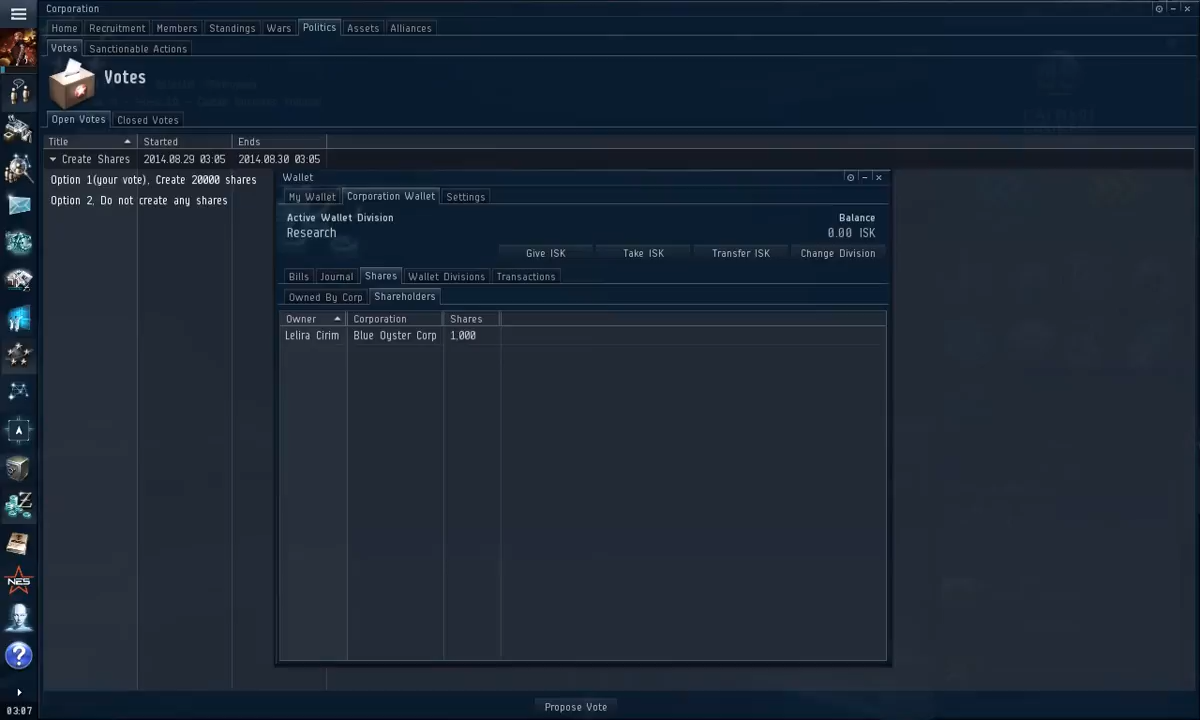 Corporation
Home Recruitment Members Standings Wars Politics Assets Alliances
Votes Sanctionable Actions
Votes
Open Votes Closed Votes
Title Started Ends
Create Shares 2014.08.29 03:05 2014.08.30 03:05
Option 1(your vote), Create 20000 shares
Option 2, Do not create any shares
Wallet
My Wallet Corporation Wallet Settings
Active Wallet Division Balance
Research 0.00 ISK
Give ISK Take ISK Transfer ISK Change Division
Bills Journal Shares Wallet Divisions Transactions
Owned By Corp Shareholders
Owner Corporation Shares
Lelira Cirim Blue Oyster Corp 1,000
Z
Z
NES
?
03:07
Propose Vote